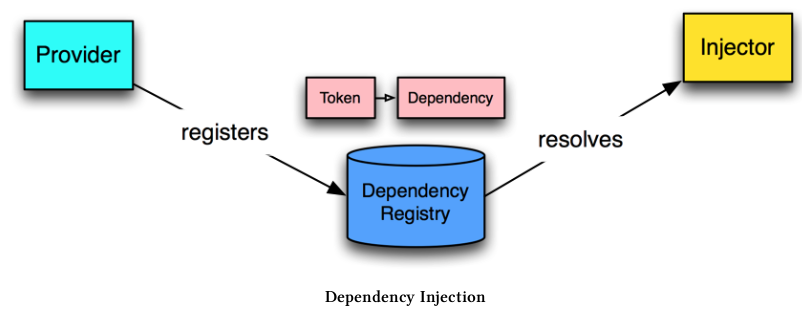 Provider
Injector
Token
Dependency
registers
resolves
Dependency
Registry
Dependency Injection